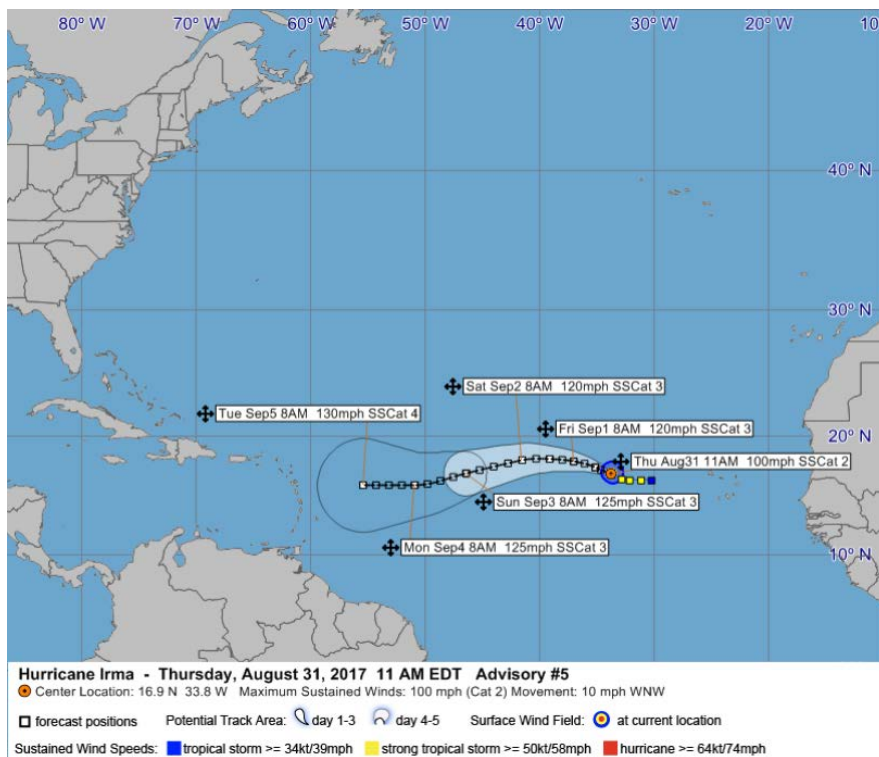 80° W 70° W 60° W 50° W 40° W 30° W 20° W 10
40° N
30° N
Sat Sep2 8AM 120mph SSCat 3
Tue Sep5 8AM 130mph SSCat 4
Fri Sep1 8AM 120mph SSCat 3
20° N
Thu Aug31 11AM 100mph SSCat 2
Sun Sep3 8AM 125mph SSCat 3
Mon Sep4 8AM 125mph SSCat 3
10° N
Hurricane Irma - Thursday, August 31, 2017 11 AM EDT Advisory #5
Center Location: 16.9 N 33.8 W Maximum Sustained Winds: 100 mph (Cat 2) Movement: 10 mph WNW
forecast positions Potential Track Area: day 1-3 day 4-5 Surface Wind Field: at current location
Sustained Wind Speeds: tropical storm >= 34kt/39mph strong tropical storm >= 50kt/58mph hurricane >= 64kt/74mph